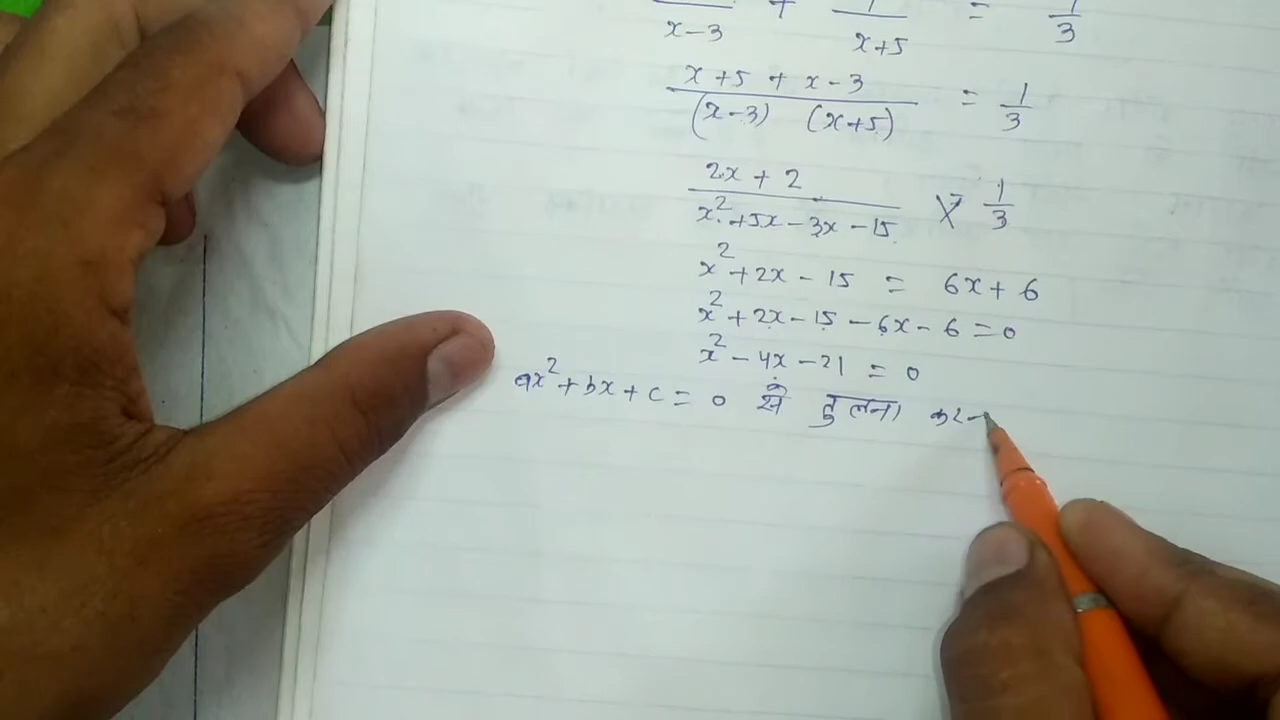 x-3 + x+5 = 1/3
x+5 + x-3 / (x-3) (x+5) = 1/3
2x + 2 / x²+5x-3x-15 = 1/3
x²+2x-15 = 6x+6
x²+2x-15-6x-6=0
x²-4x-21=0
ax²+bx+c=0 से तुलना